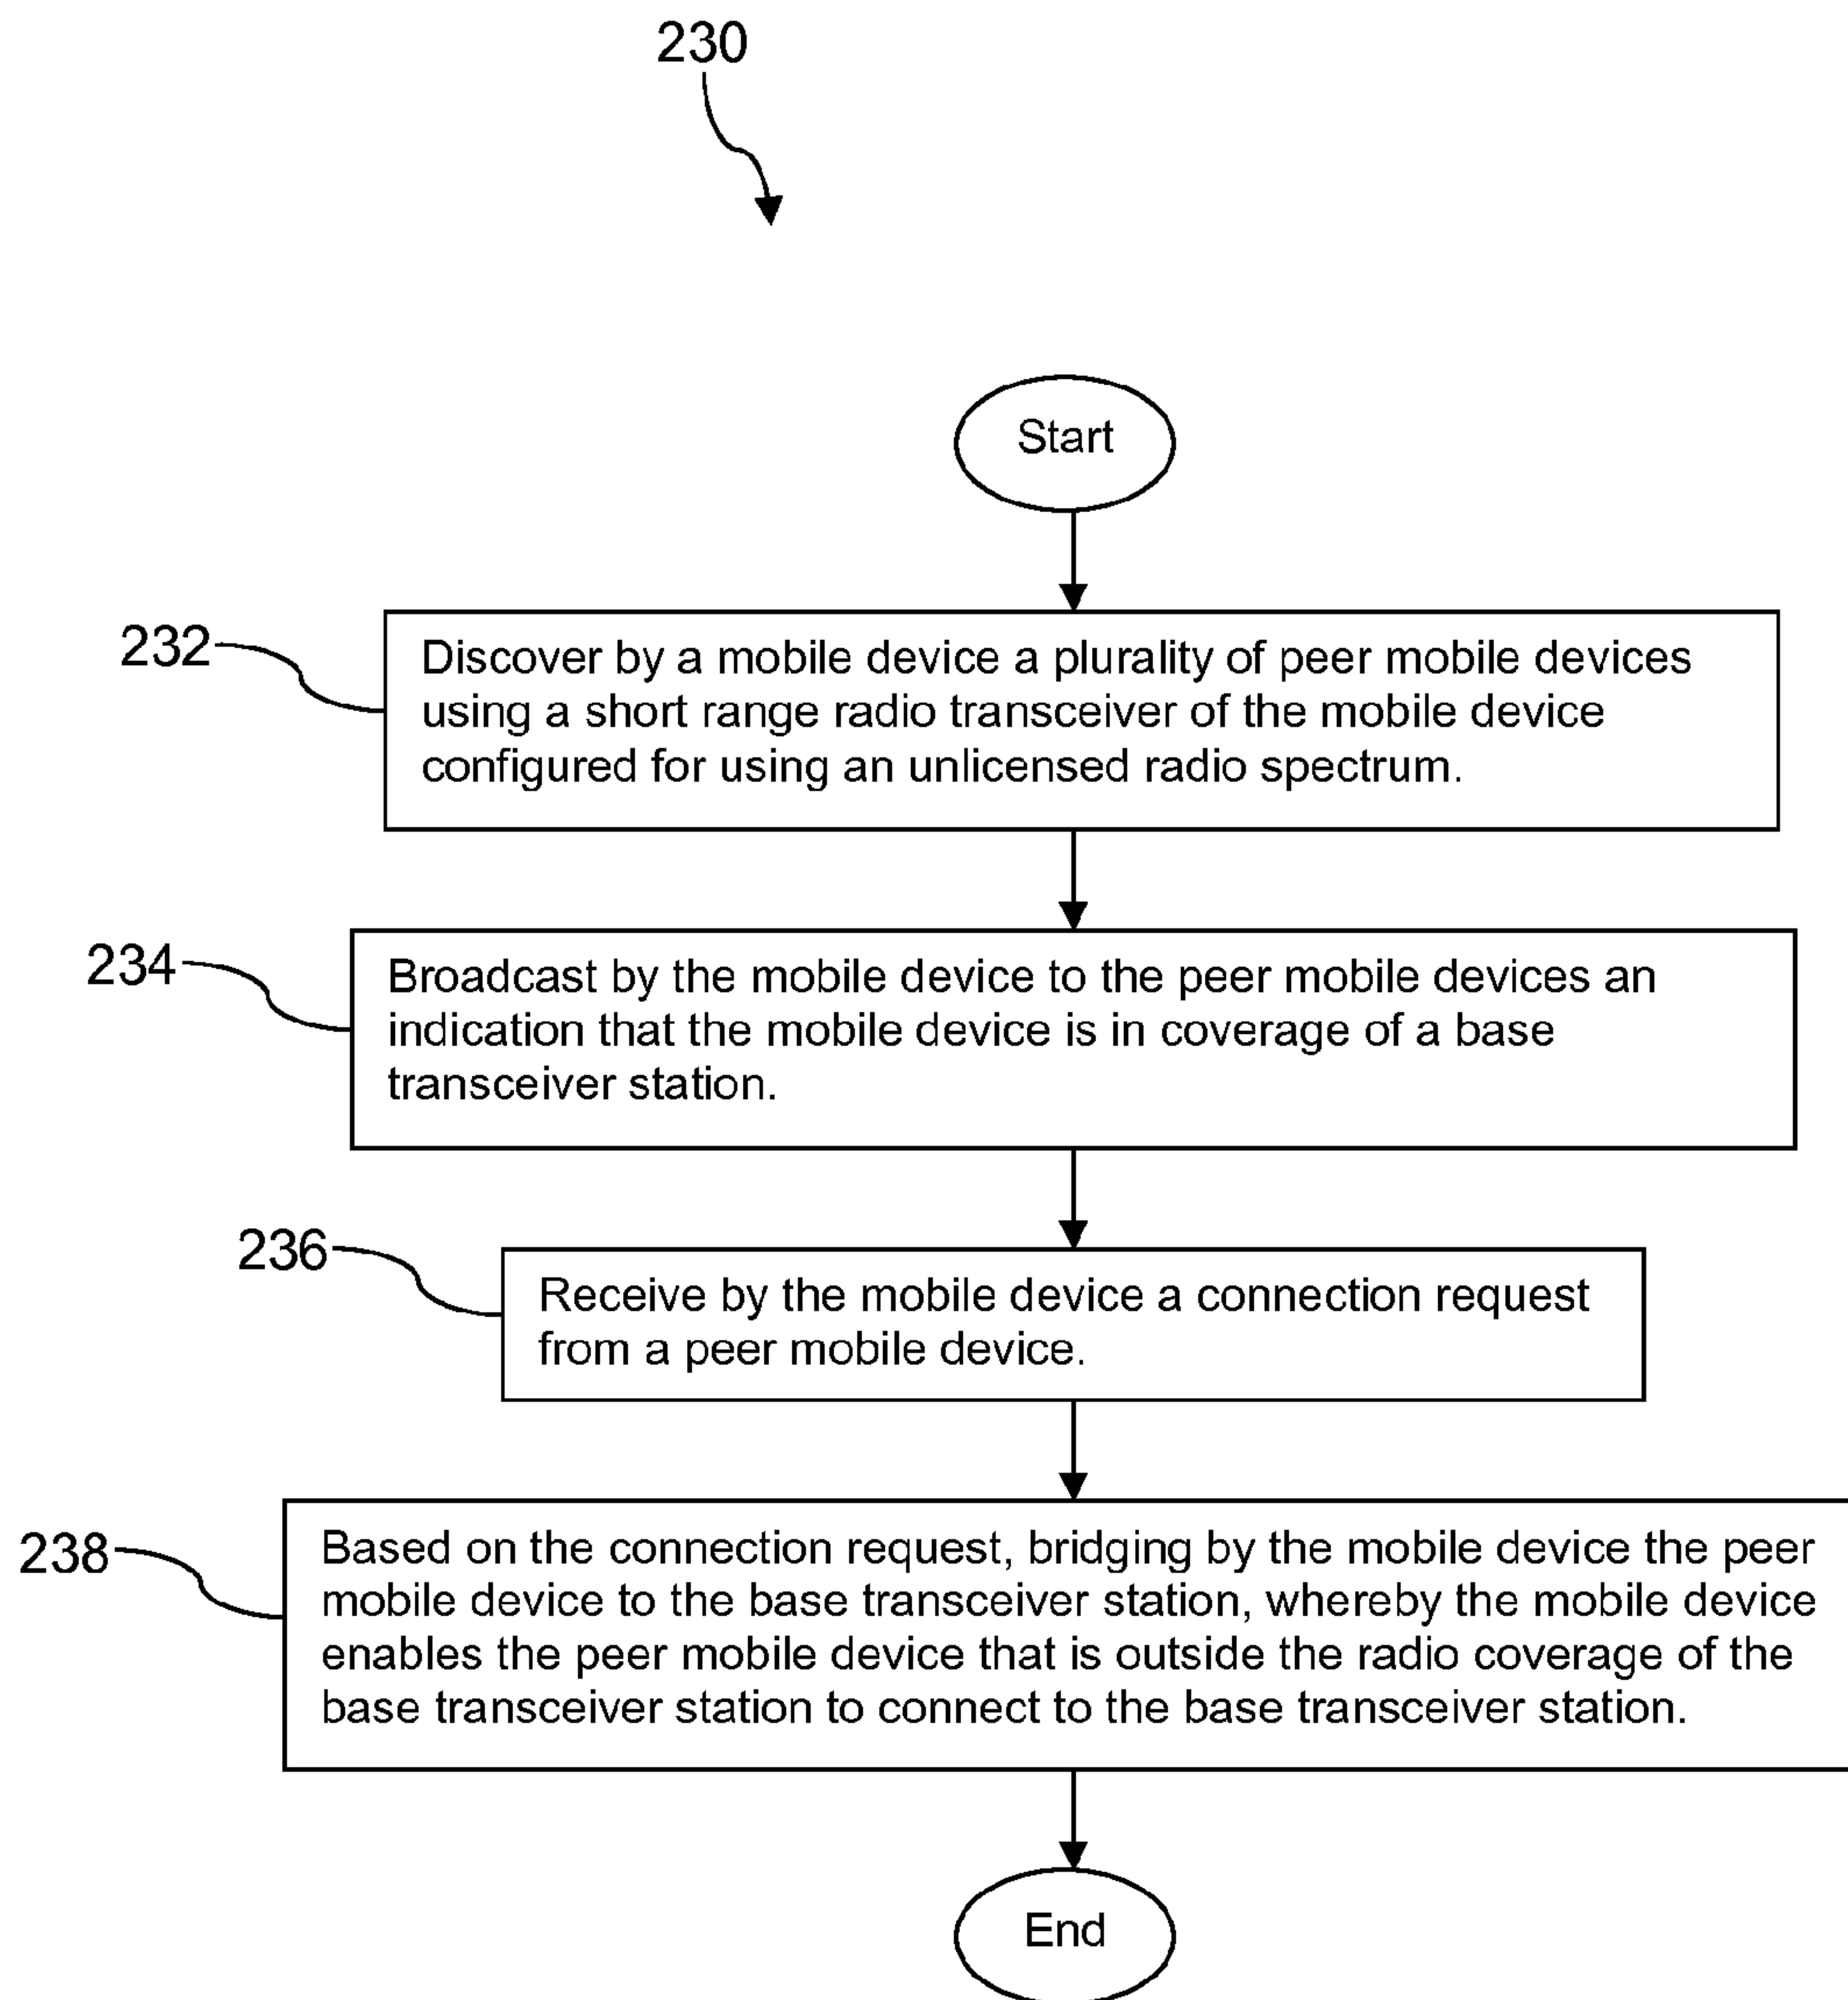 230
Start
232
Discover by a mobile device a plurality of peer mobile devices
using a short range radio transceiver of the mobile device
configured for using an unlicensed radio spectrum.
234
Broadcast by the mobile device to the peer mobile devices an
indication that the mobile device is in coverage of a base
transceiver station.
236
Receive by the mobile device a connection request
from a peer mobile device.
238
Based on the connection request, bridging by the mobile device the peer
mobile device to the base transceiver station, whereby the mobile device
enables the peer mobile device that is outside the radio coverage of the
base transceiver station to connect to the base transceiver station.
End